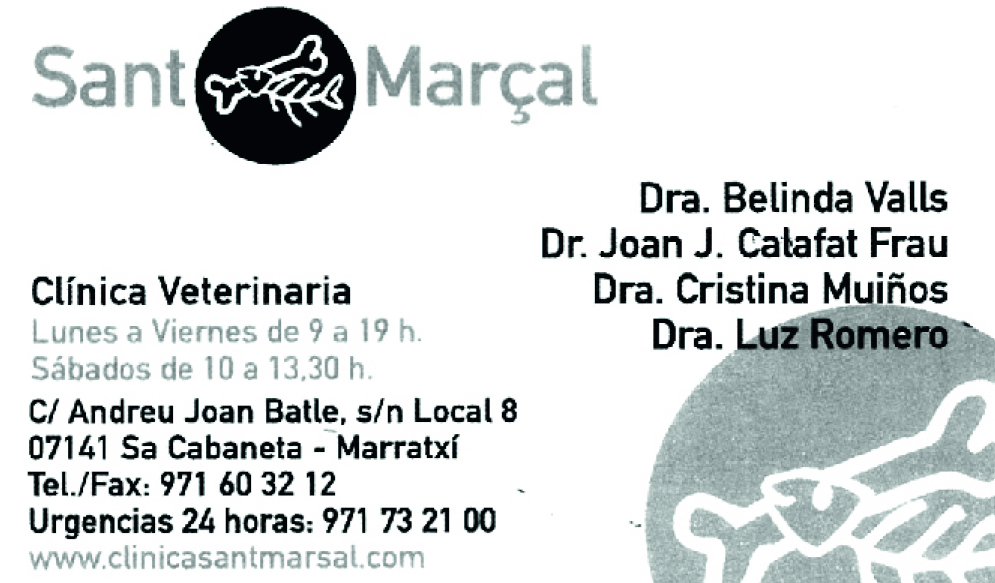 Sant Marçal
Dra. Belinda Valls
Dr. Joan J. Calafat Frau
Dra. Cristina Muiños
Dra. Luz Romero
Clínica Veterinaria
Lunes a Viernes de 9 a 19 h.
Sábados de 10 a 13,30 h.
C/ Andreu Joan Batle, s/n Local 8
07141 Sa Cabaneta - Marratxí
Tel./Fax: 971 60 32 12
Urgencias 24 horas: 971 73 21 00
www.clinicasantmarsal.com